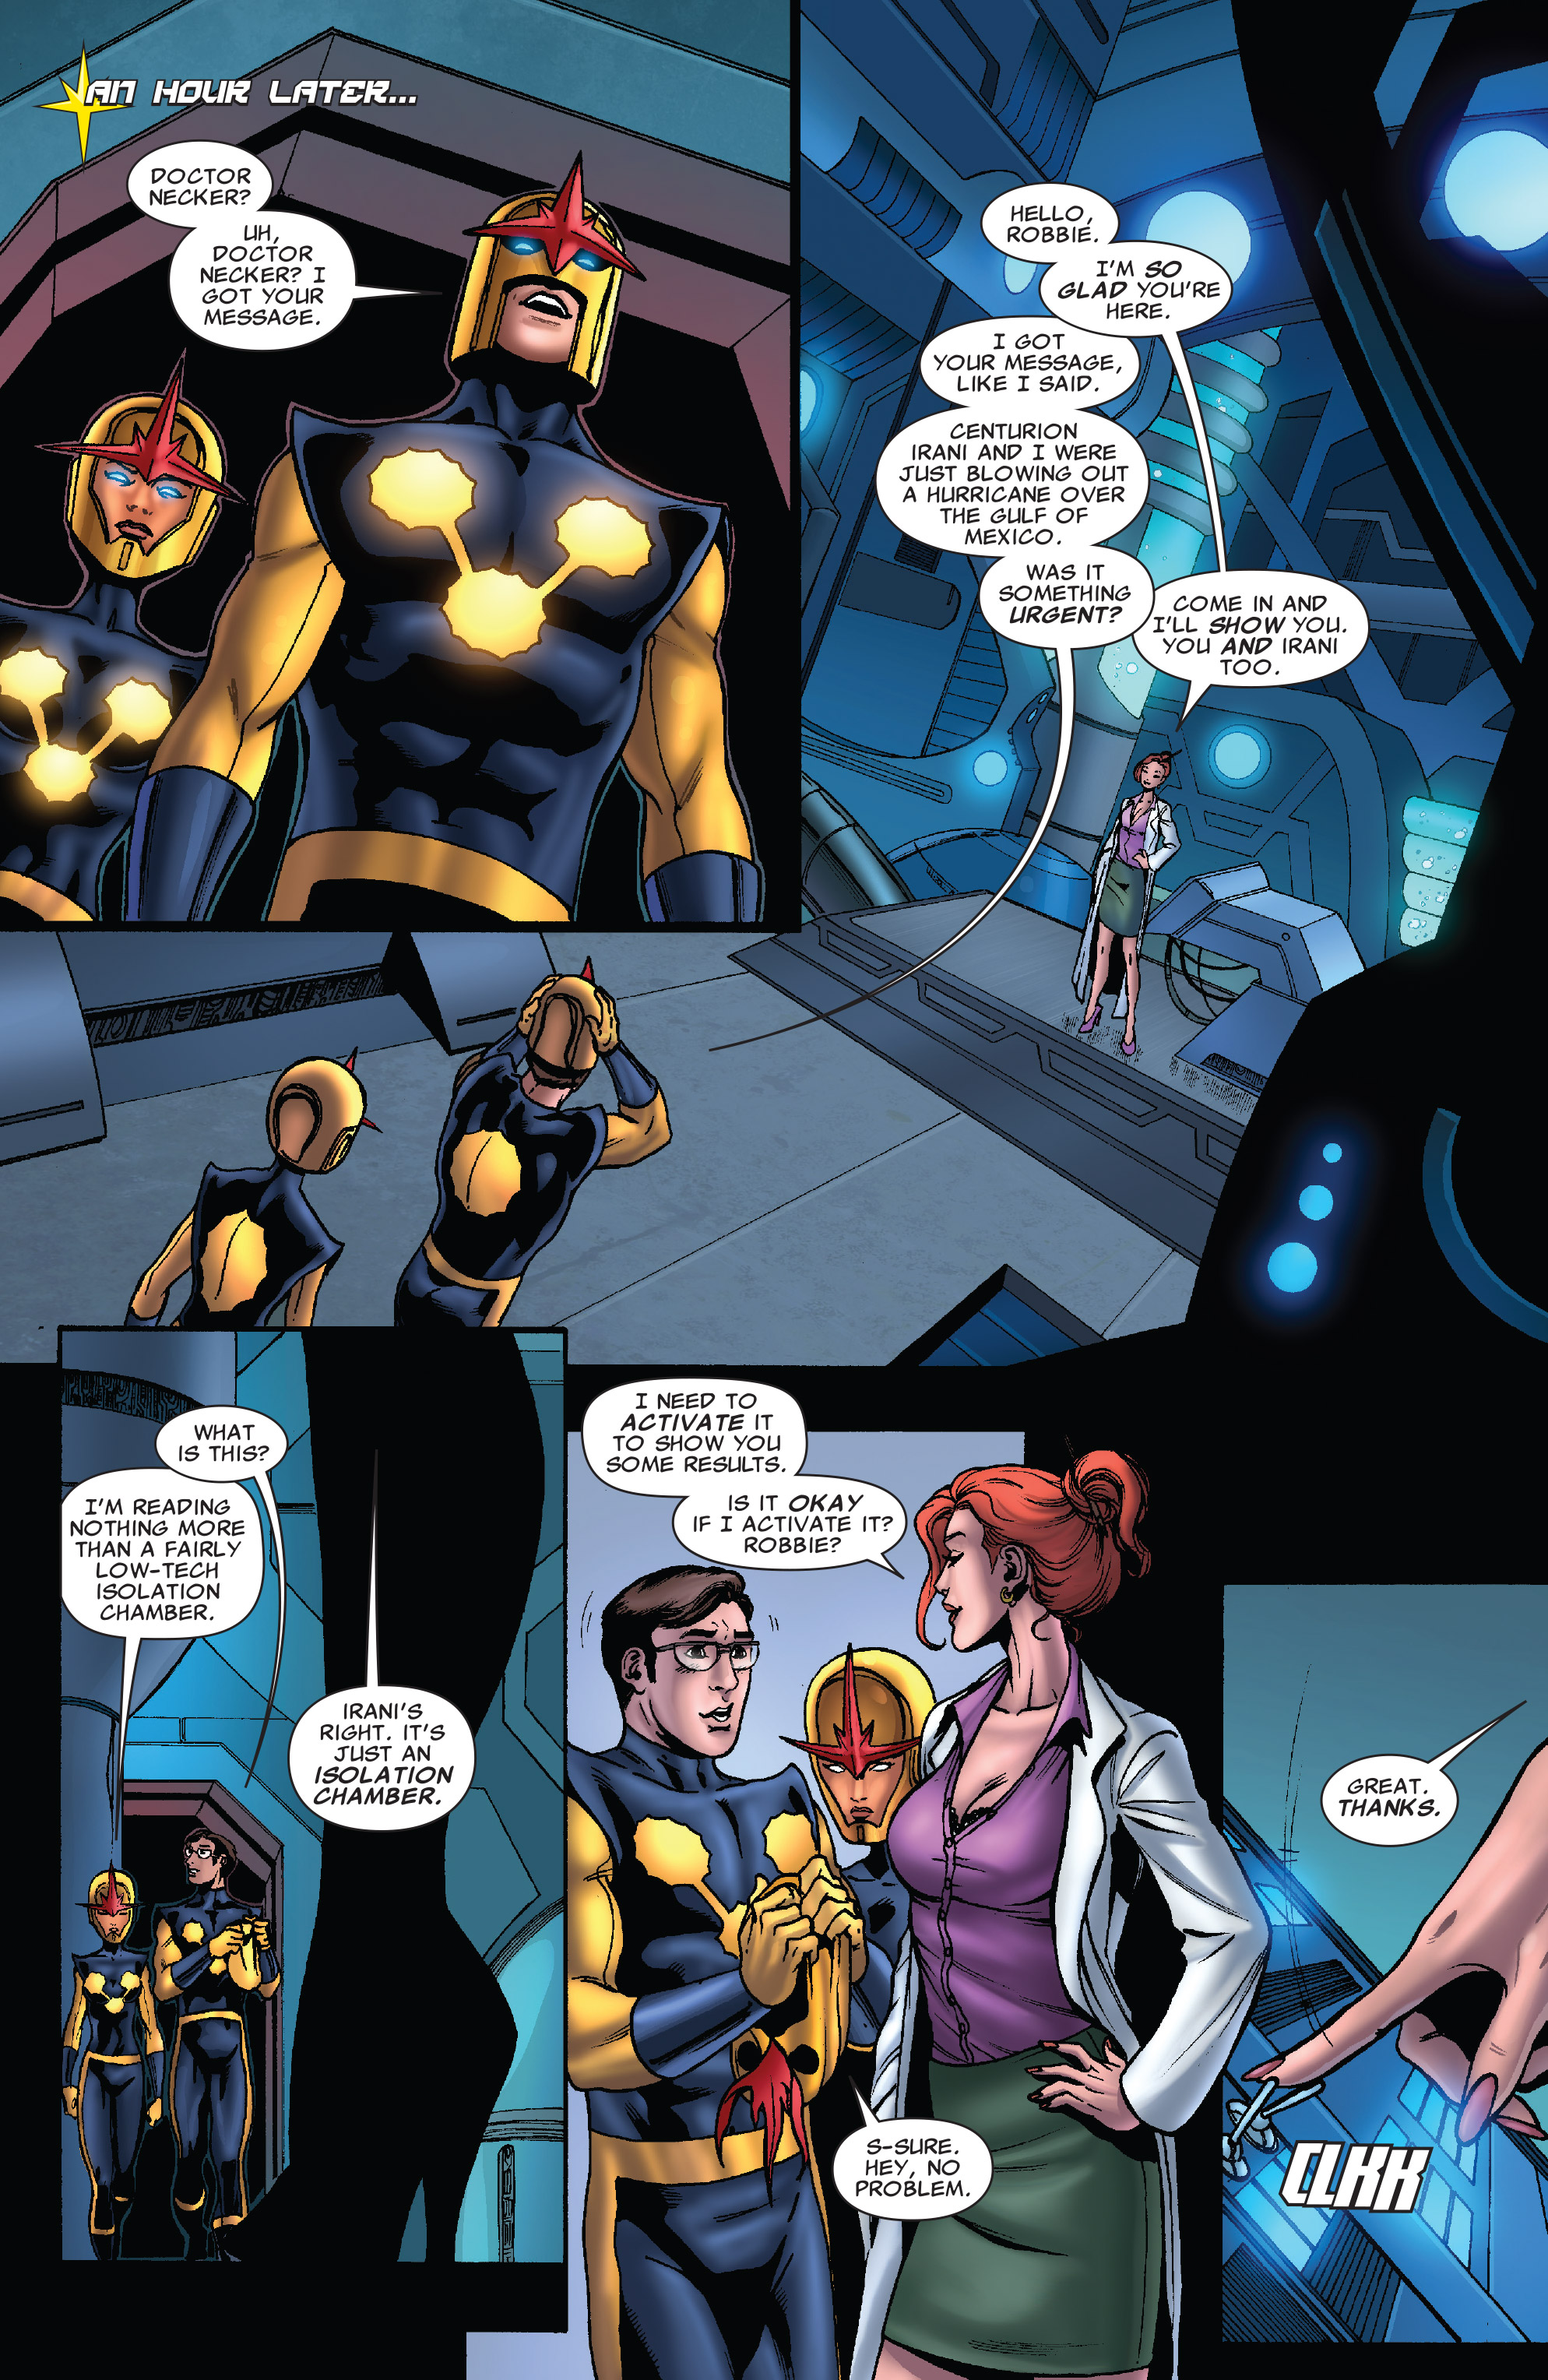 AN HOUR LATER...
DOCTOR
NECKER?
UH,
DOCTOR
NECKER? I
GOT YOUR
MESSAGE.
HELLO,
ROBBIE.
I'M SO
GLAD YOU'RE
HERE.
I GOT
YOUR MESSAGE,
LIKE I SAID.
CENTURION
IRANI AND I WERE
JUST BLOWING OUT
A HURRICANE OVER
THE GULF OF
MEXICO.
WAS IT
SOMETHING
URGENT?
COME IN AND
I'LL SHOW YOU.
YOU AND IRANI
TOO.
WHAT
IS THIS?
I'M READING
NOTHING MORE
THAN A FAIRLY
LOW-TECH
ISOLATION
CHAMBER.
IRANI'S
RIGHT. IT'S
JUST AN
ISOLATION
CHAMBER.
I NEED TO
ACTIVATE IT
TO SHOW YOU
SOME RESULTS.
IS IT OKAY
IF I ACTIVATE IT?
ROBBIE?
S-SURE.
HEY, NO
PROBLEM.
GREAT.
THANKS.
CLKK